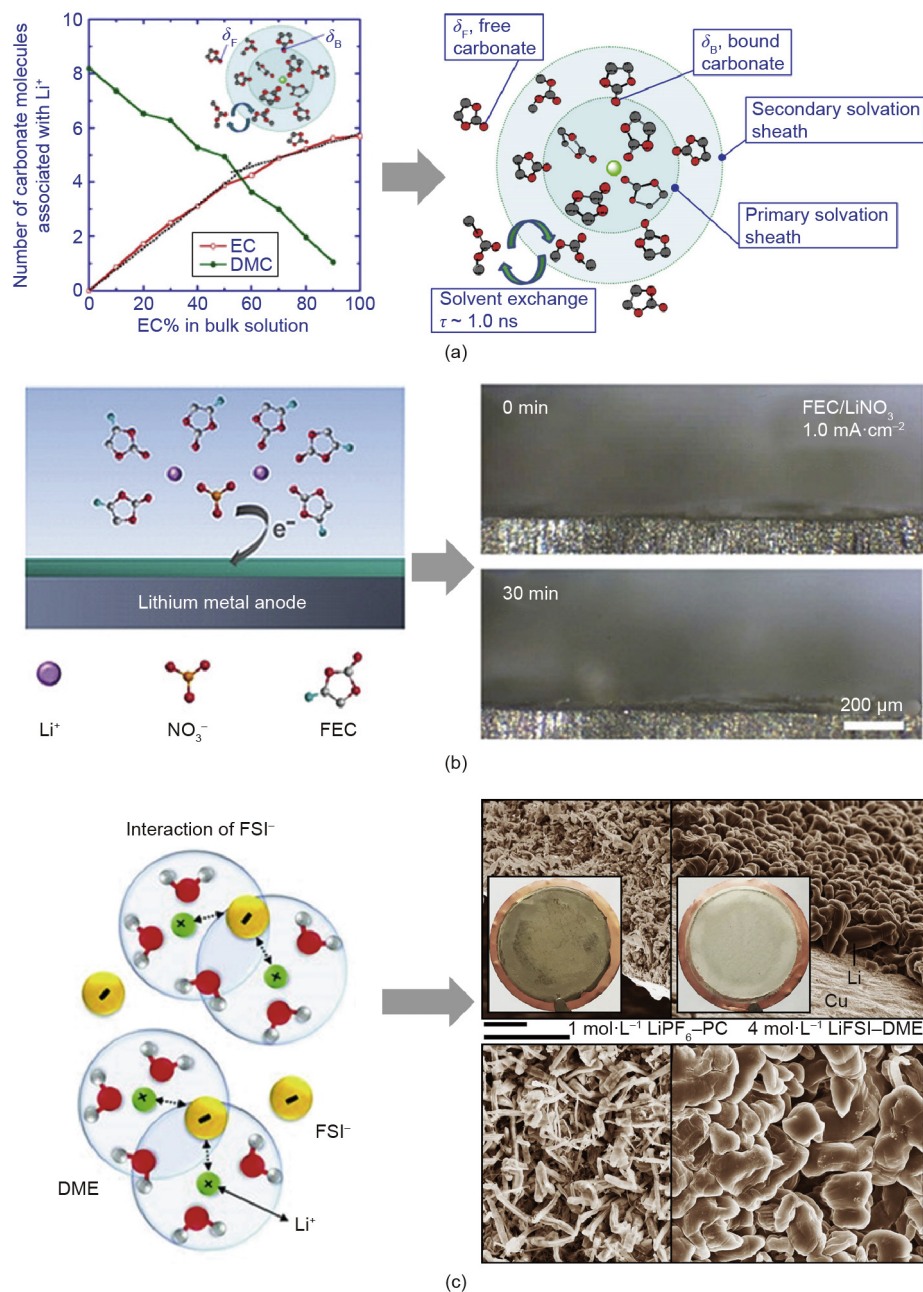 10
8
6
4
2
0
0
20
40
60
80
100
Number of carbonate molecules
associated with Li⁺
EC% in bulk solution
δF
δB
EC
DMC
δF, free
carbonate
δB, bound
carbonate
Secondary solvation
sheath
Primary solvation
sheath
Solvent exchange
τ ~ 1.0 ns
(a)
e⁻
Lithium metal anode
Li⁺
NO₃⁻
FEC
0 min
FEC/LiNO₃
1.0 mA·cm⁻²
30 min
200 μm
(b)
Interaction of FSI⁻
FSI⁻
DME
Li⁺
Li
Cu
1 mol·L⁻¹ LiPF₆–PC
4 mol·L⁻¹ LiFSI–DME
(c)